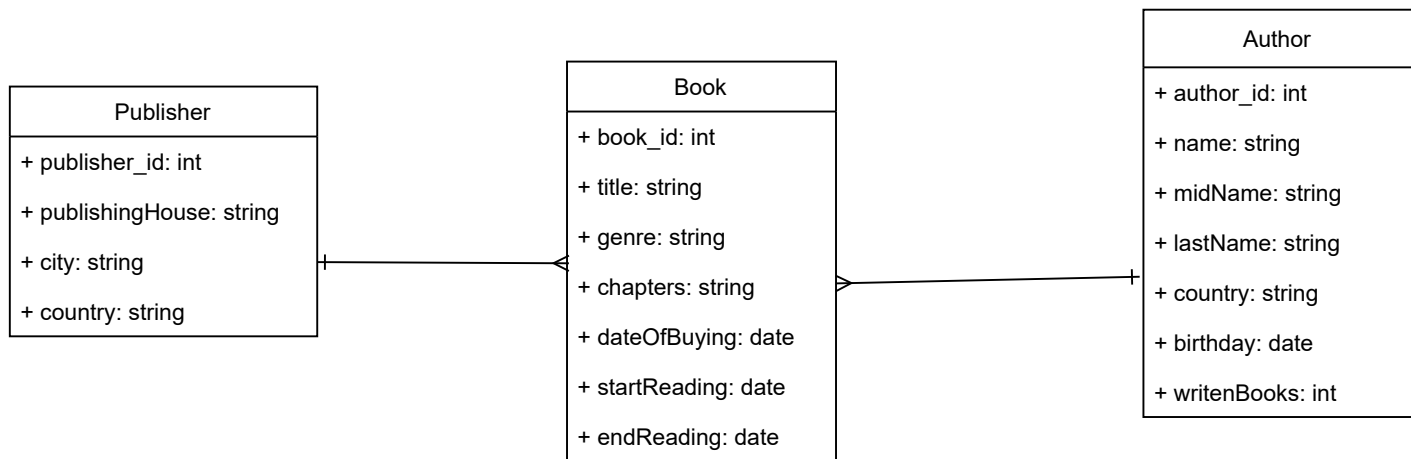 Publisher
+ publisher_id: int
+ publishingHouse: string
+ city: string
+ country: string
Book
+ book_id: int
+ title: string
+ genre: string
+ chapters: string
+ dateOfBuying: date
+ startReading: date
+ endReading: date
Author
+ author_id: int
+ name: string
+ midName: string
+ lastName: string
+ country: string
+ birthday: date
+ writenBooks: int